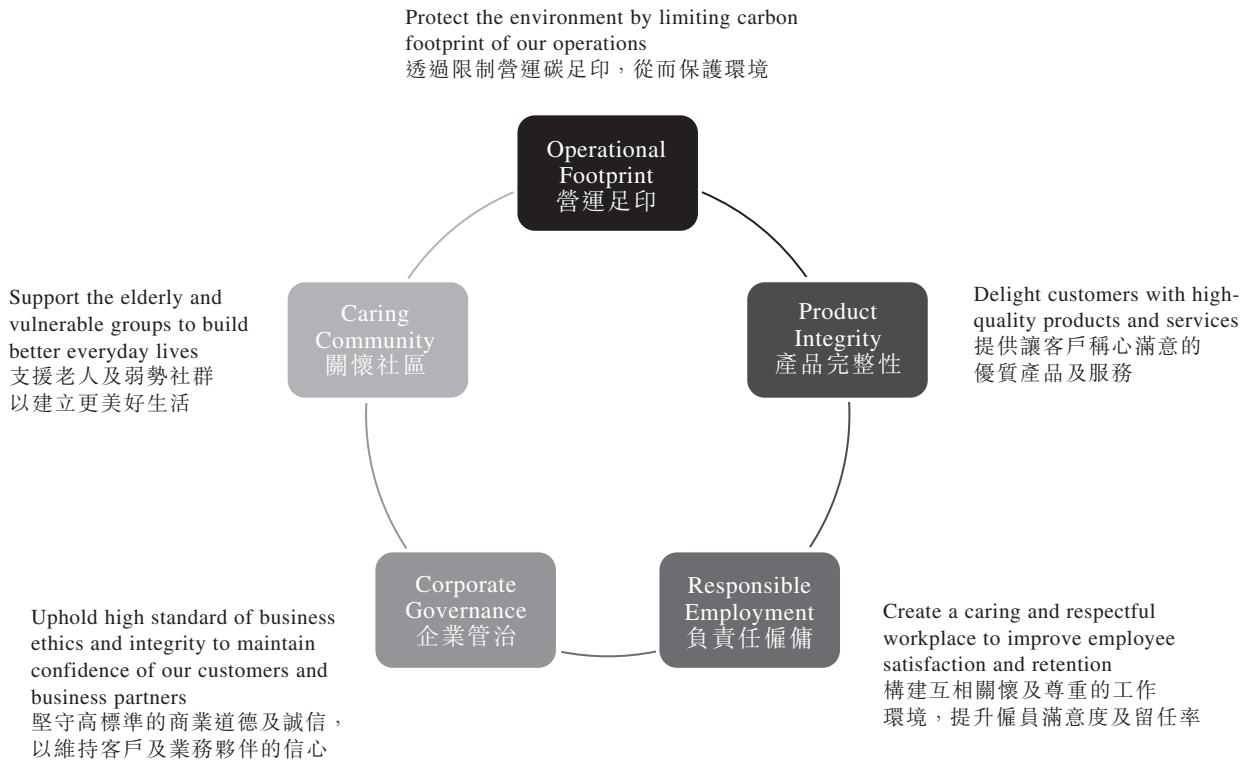 Protect the environment by limiting carbon
footprint of our operations
透過限制營運碳足印，從而保護環境
Operational
Footprint
營運足印
Support the elderly and
vulnerable groups to build
better everyday lives
支援老人及弱勢社群
以建立更美好生活
Caring
Community
關懷社區
Product
Integrity
產品完整性
Delight customers with high-
quality products and services
提供讓客戶稱心滿意的
優質產品及服務
Uphold high standard of business
ethics and integrity to maintain
confidence of our customers and
business partners
堅守高標準的商業道德及誠信，
以維持客戶及業務夥伴的信心
Corporate
Governance
企業管治
Responsible
Employment
負責任僱傭
Create a caring and respectful
workplace to improve employee
satisfaction and retention
構建互相關懷及尊重的工作
環境，提升僱員滿意度及留任率